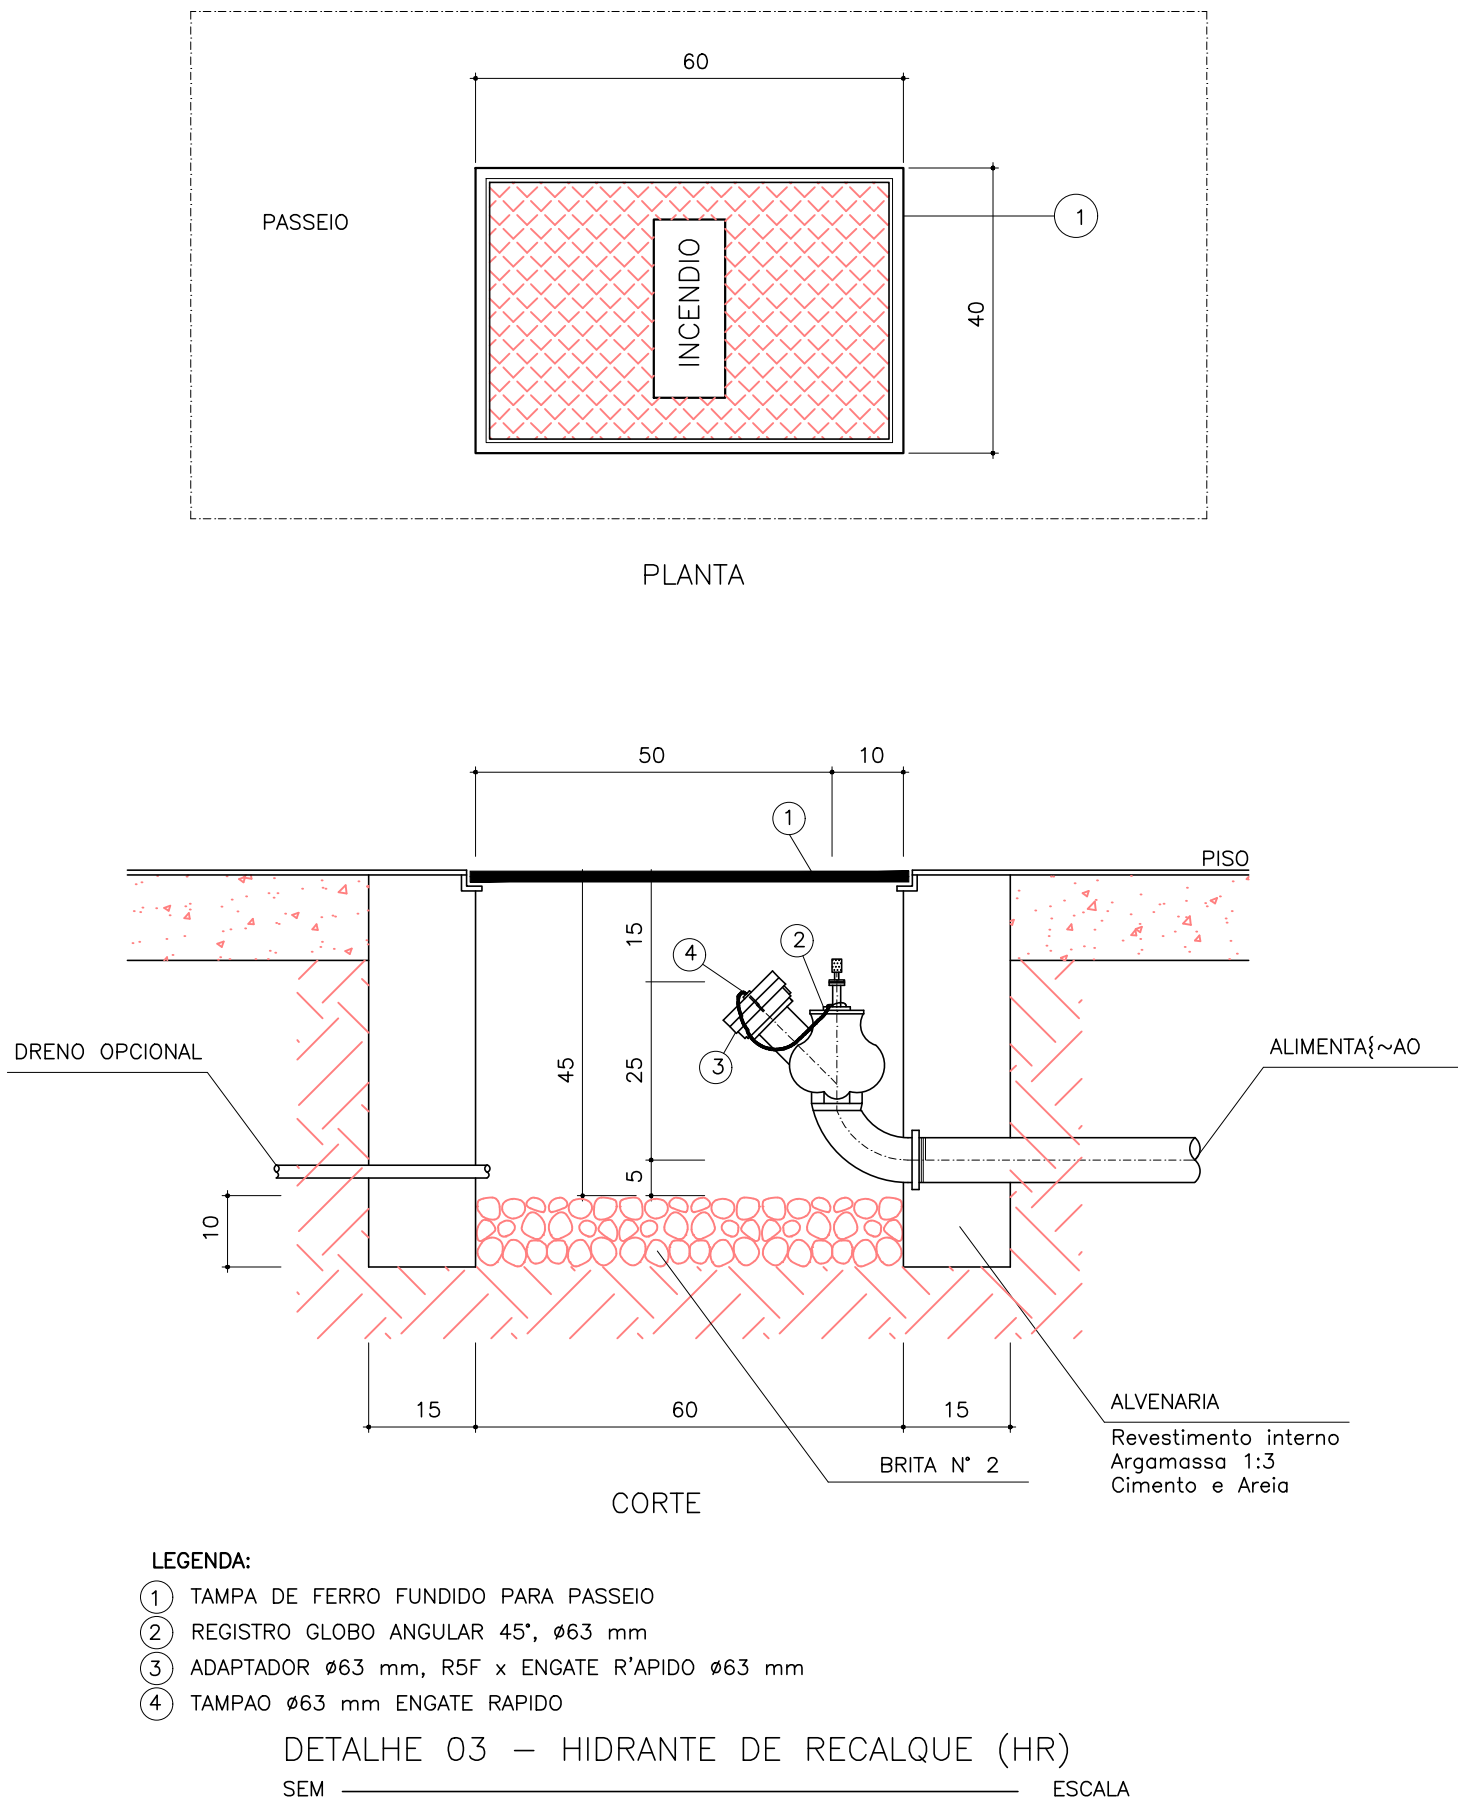 60
PASSEIO
1
INCENDIO
40
PLANTA
50
10
1
PISO
15
2
4
DRENO OPCIONAL
45
25
3
ALIMENTA}~AO
5
10
15
60
15
ALVENARIA
Revestimento interno
Argamassa 1:3
Cimento e Areia
BRITA N° 2
CORTE
LEGENDA:
1 TAMPA DE FERRO FUNDIDO PARA PASSEIO
2 REGISTRO GLOBO ANGULAR 45°, ø63 mm
3 ADAPTADOR ø63 mm, R5F x ENGATE R'APIDO ø63 mm
4 TAMPAO ø63 mm ENGATE RAPIDO
DETALHE 03 – HIDRANTE DE RECALQUE (HR)
SEM ESCALA